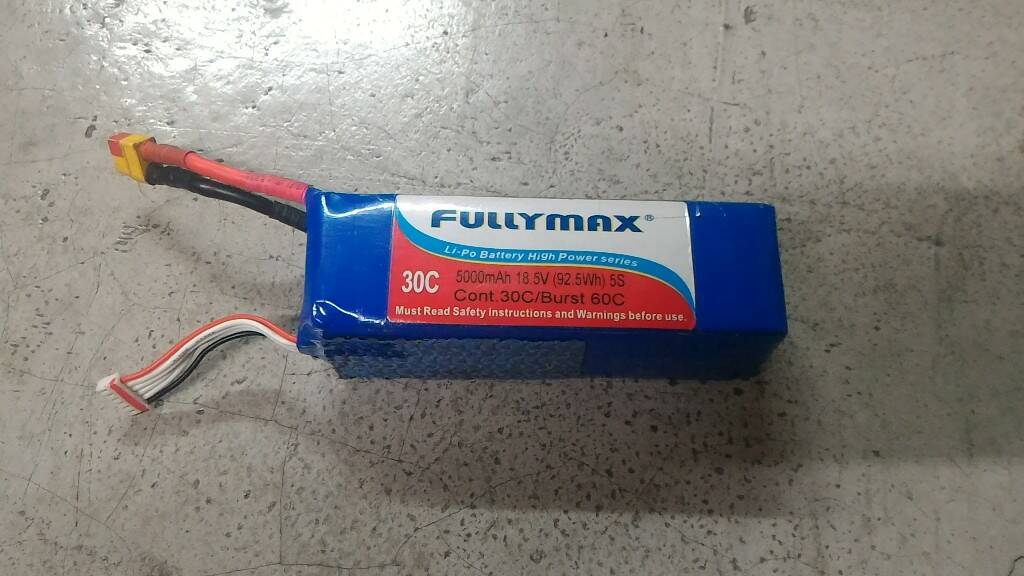 FULLYMAX®
Li-Po Battery High Power series
30C 5000mAh 18.5V (92.5Wh) 5S
Cont.30C/Burst 60C
Must Read Safety instructions and Warnings before use.